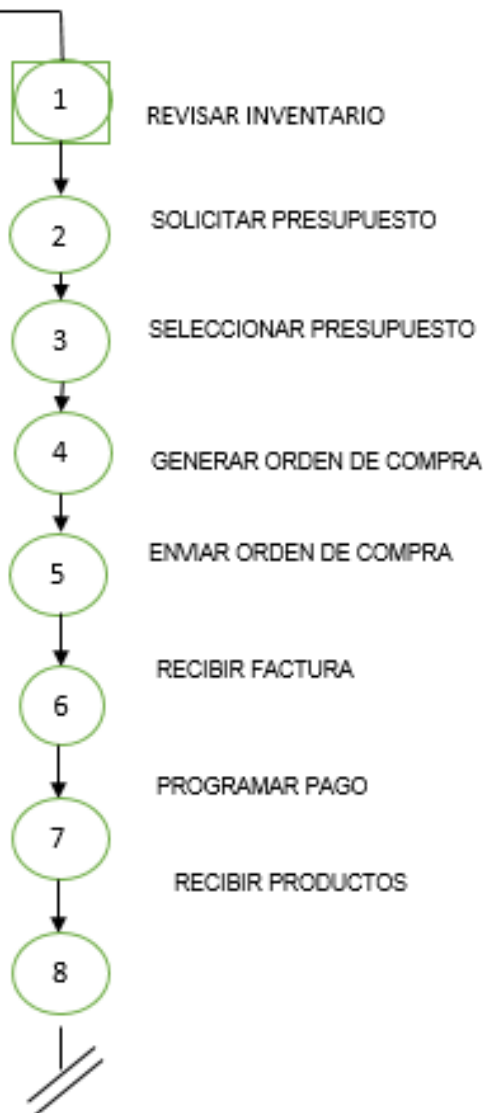 1
REVISAR INVENTARIO
2
SOLICITAR PRESUPUESTO
3
SELECCIONAR PRESUPUESTO
4
GENERAR ORDEN DE COMPRA
5
ENVIAR ORDEN DE COMPRA
6
RECIBIR FACTURA
7
PROGRAMAR PAGO
8
RECIBIR PRODUCTOS